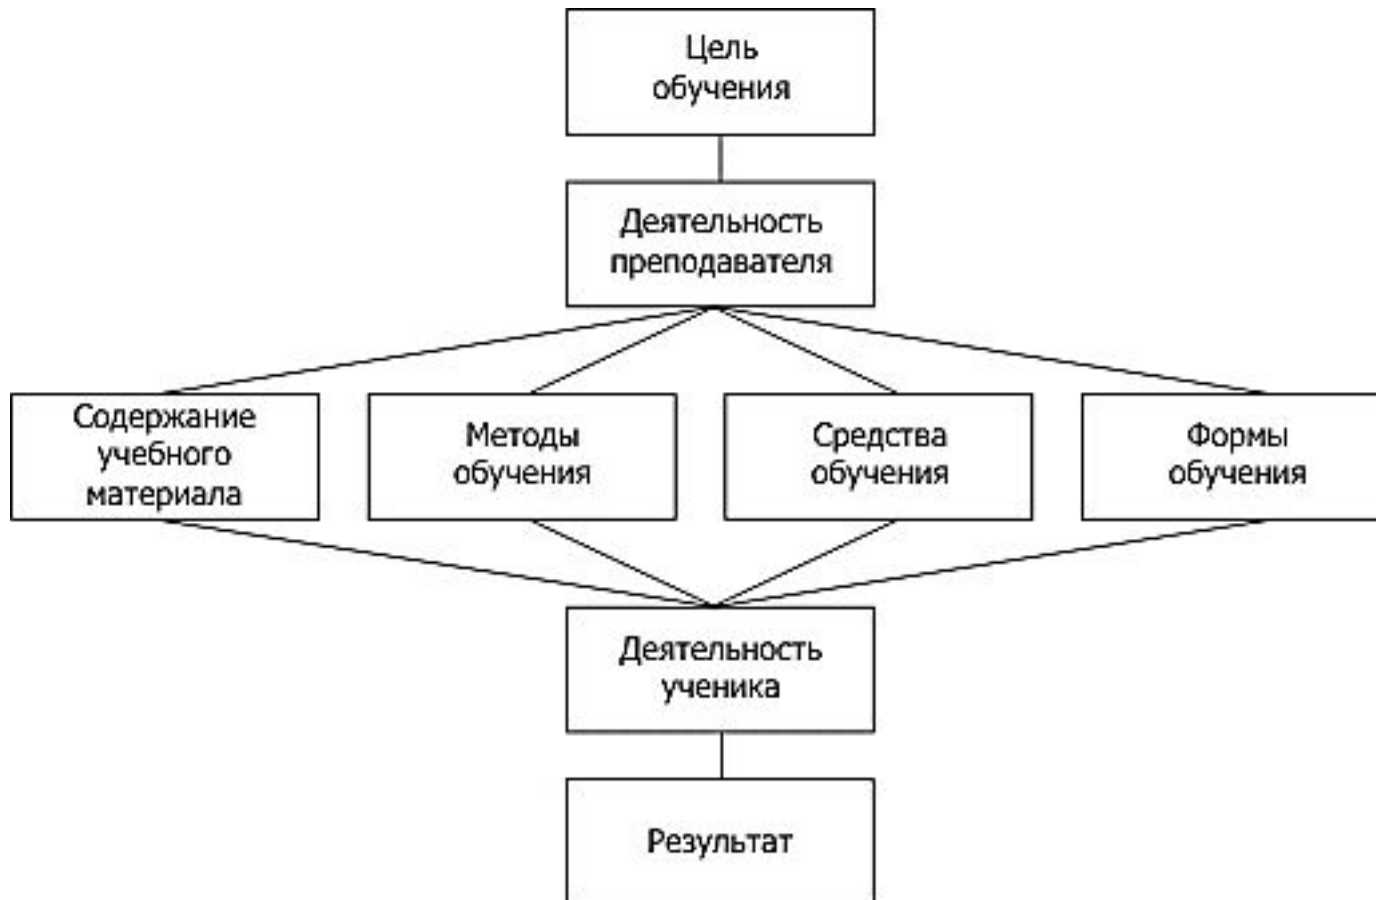 Цель
обучения
Деятельность
преподавателя
Содержание
учебного
материала
Методы
обучения
Средства
обучения
Формы
обучения
Деятельность
ученика
Результат